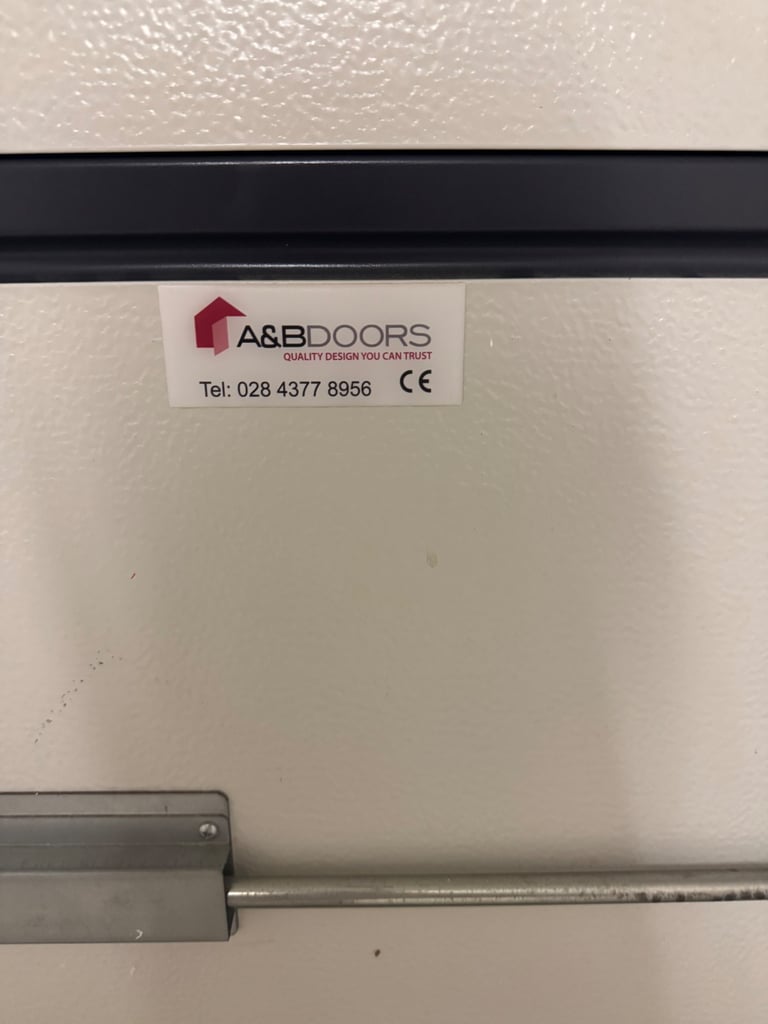 A&BDOORS
QUALITY DESIGN YOU CAN TRUST
Tel: 028 4377 8956 CE